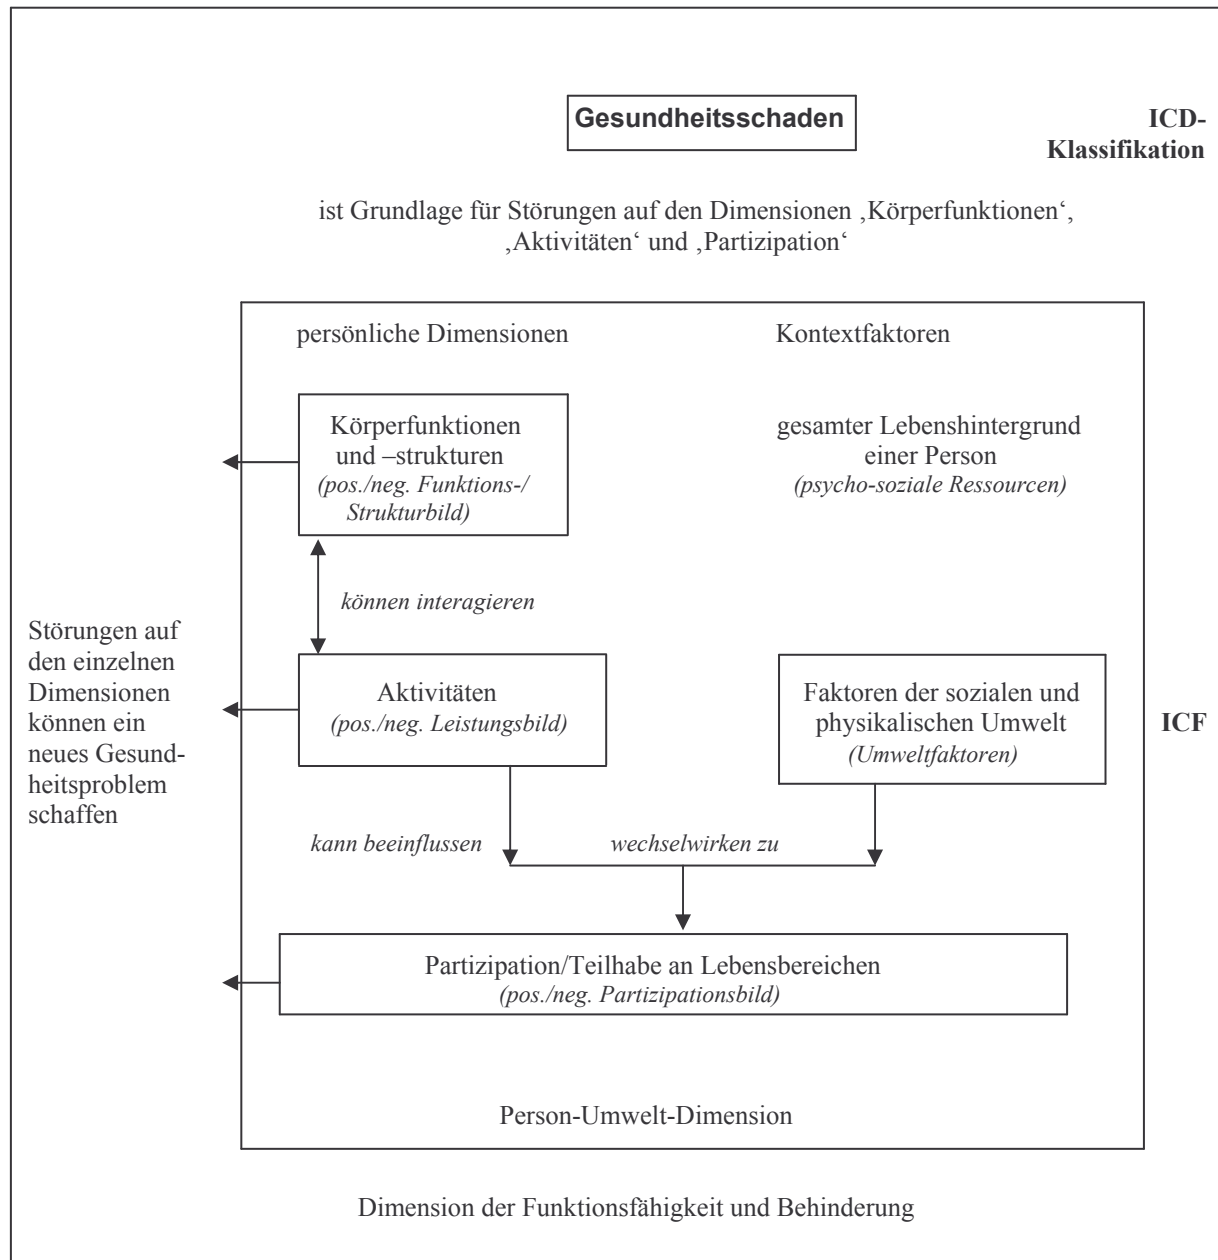 Gesundheitsschaden
ICD-
Klassifikation
ist Grundlage für Störungen auf den Dimensionen ‚Körperfunktionen‘,
‚Aktivitäten‘ und ‚Partizipation‘
persönliche Dimensionen
Kontextfaktoren
Körperfunktionen
und –strukturen
(pos./neg. Funktions-/
Strukturbild)
gesamter Lebenshintergrund
einer Person
(psycho-soziale Ressourcen)
können interagieren
Störungen auf
den einzelnen
Dimensionen
können ein
neues Gesund-
heitsproblem
schaffen
Aktivitäten
(pos./neg. Leistungsbild)
Faktoren der sozialen und
physikalischen Umwelt
(Umweltfaktoren)
ICF
kann beeinflussen
wechselwirken zu
Partizipation/Teilhabe an Lebensbereichen
(pos./neg. Partizipationsbild)
Person-Umwelt-Dimension
Dimension der Funktionsfähigkeit und Behinderung